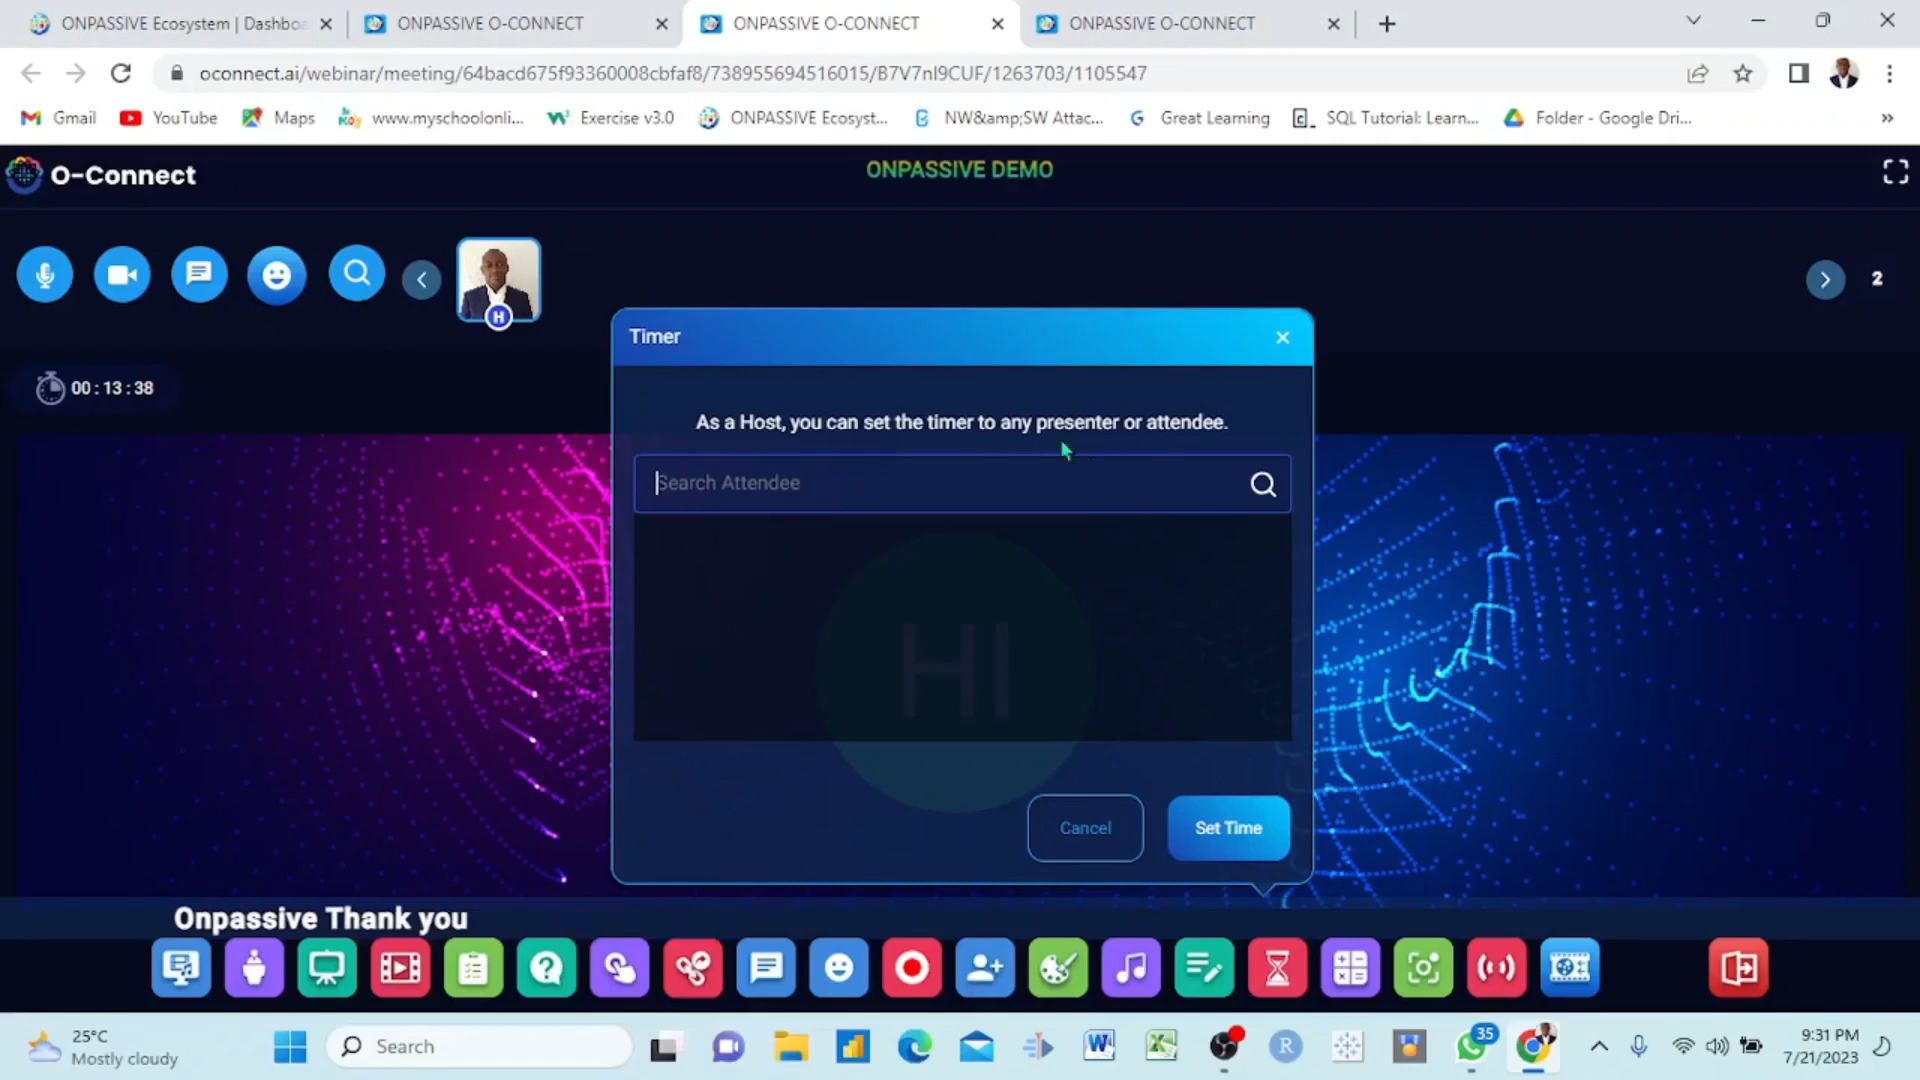 ONPASSIVE Ecosystem | Dashboa
ONPASSIVE O-CONNECT
ONPASSIVE O-CONNECT
ONPASSIVE O-CONNECT
oconnect.ai/webinar/meeting/64bacd675f93360008cbfaf8/738955694516015/B7V7nI9CUF/1263703/1105547
Gmail
YouTube
Maps
www.myschoolonli...
Exercise v3.0
ONPASSIVE Ecosyst...
NW&amp;SW Attac...
Great Learning
SQL Tutorial: Learn...
Folder - Google Dri...
O-Connect
ONPASSIVE DEMO
H
2
Timer
00:13:38
As a Host, you can set the timer to any presenter or attendee.
Search Attendee
HI
Cancel
Set Time
Onpassive Thank you
25°C
Mostly cloudy
Search
35
9:31 PM
7/21/2023